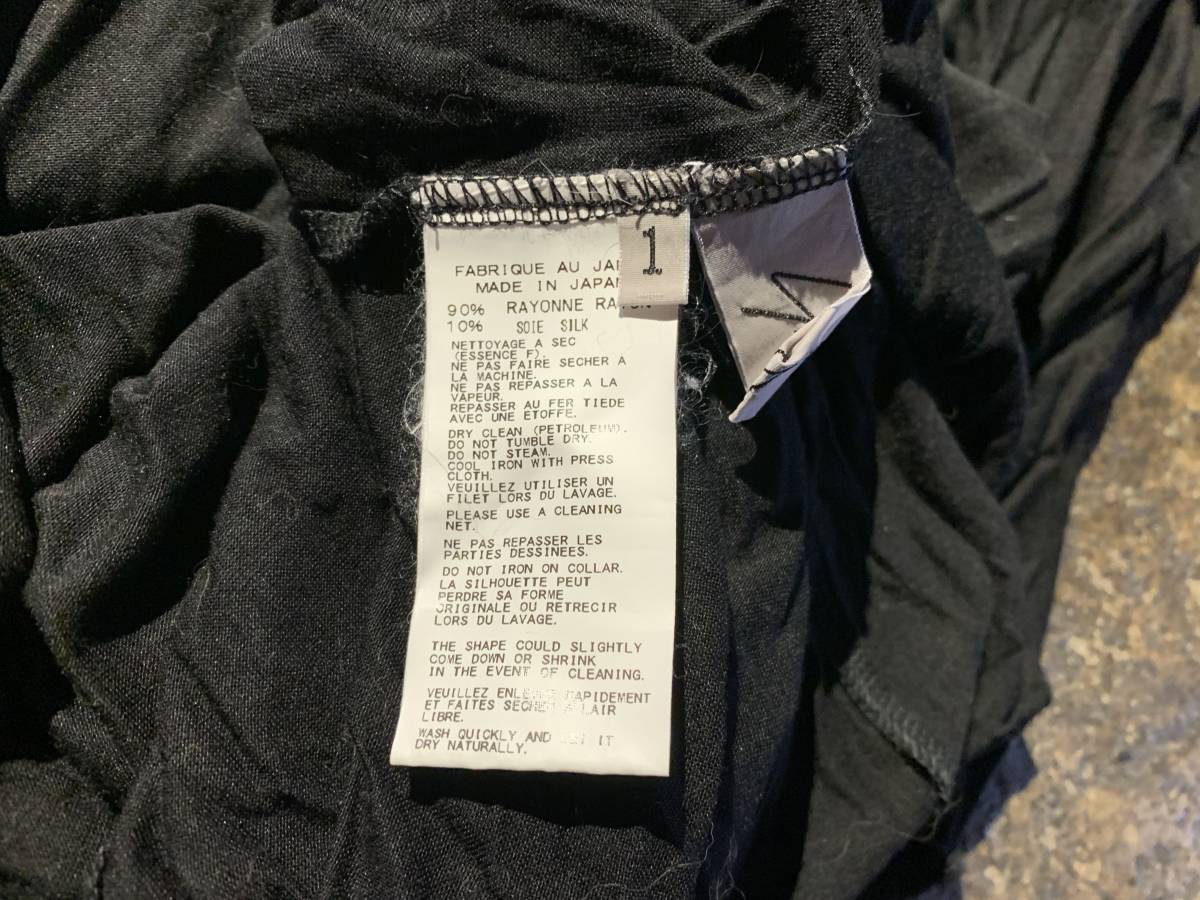 1
FABRIQUE AU
MADE IN
90% RAYONNE
10% SOIE SILK
NETTOYAGE A SEC
(ESSENCE F).
NE PAS FAIRE SECHER A
LA MACHINE.
NE PAS REPASSER A LA
VAPEUR.
REPASSER AU FER TIEDE
AVEC UNE ETOFFE.
DRY CLEAN (PETROLEUM).
DO NOT TUMBLE DRY.
DO NOT STEAM.
COOL IRON WITH PRESS
CLOTH.
VEUILLEZ UTILISER UN
FILET LORS DU LAVAGE.
PLEASE USE A CLEANING
NET.
NE PAS REPASSER LES
PARTIES DESSINEES.
DO NOT IRON ON COLLAR.
LA SILHOUETTE PEUT
PERDRE SA FORME
ORIGINALE OU RETRECIR
LORS DU LAVAGE.
THE SHAPE COULD SLIGHTLY
COME DOWN OR SHRINK
IN THE EVENT OF CLEANING.
VEUILLEZ RAPIDEMENT
ET FAITES SECHER A LAIR
LIBRE.
WASH QUICKLY AND IT
DRY NATURALLY.